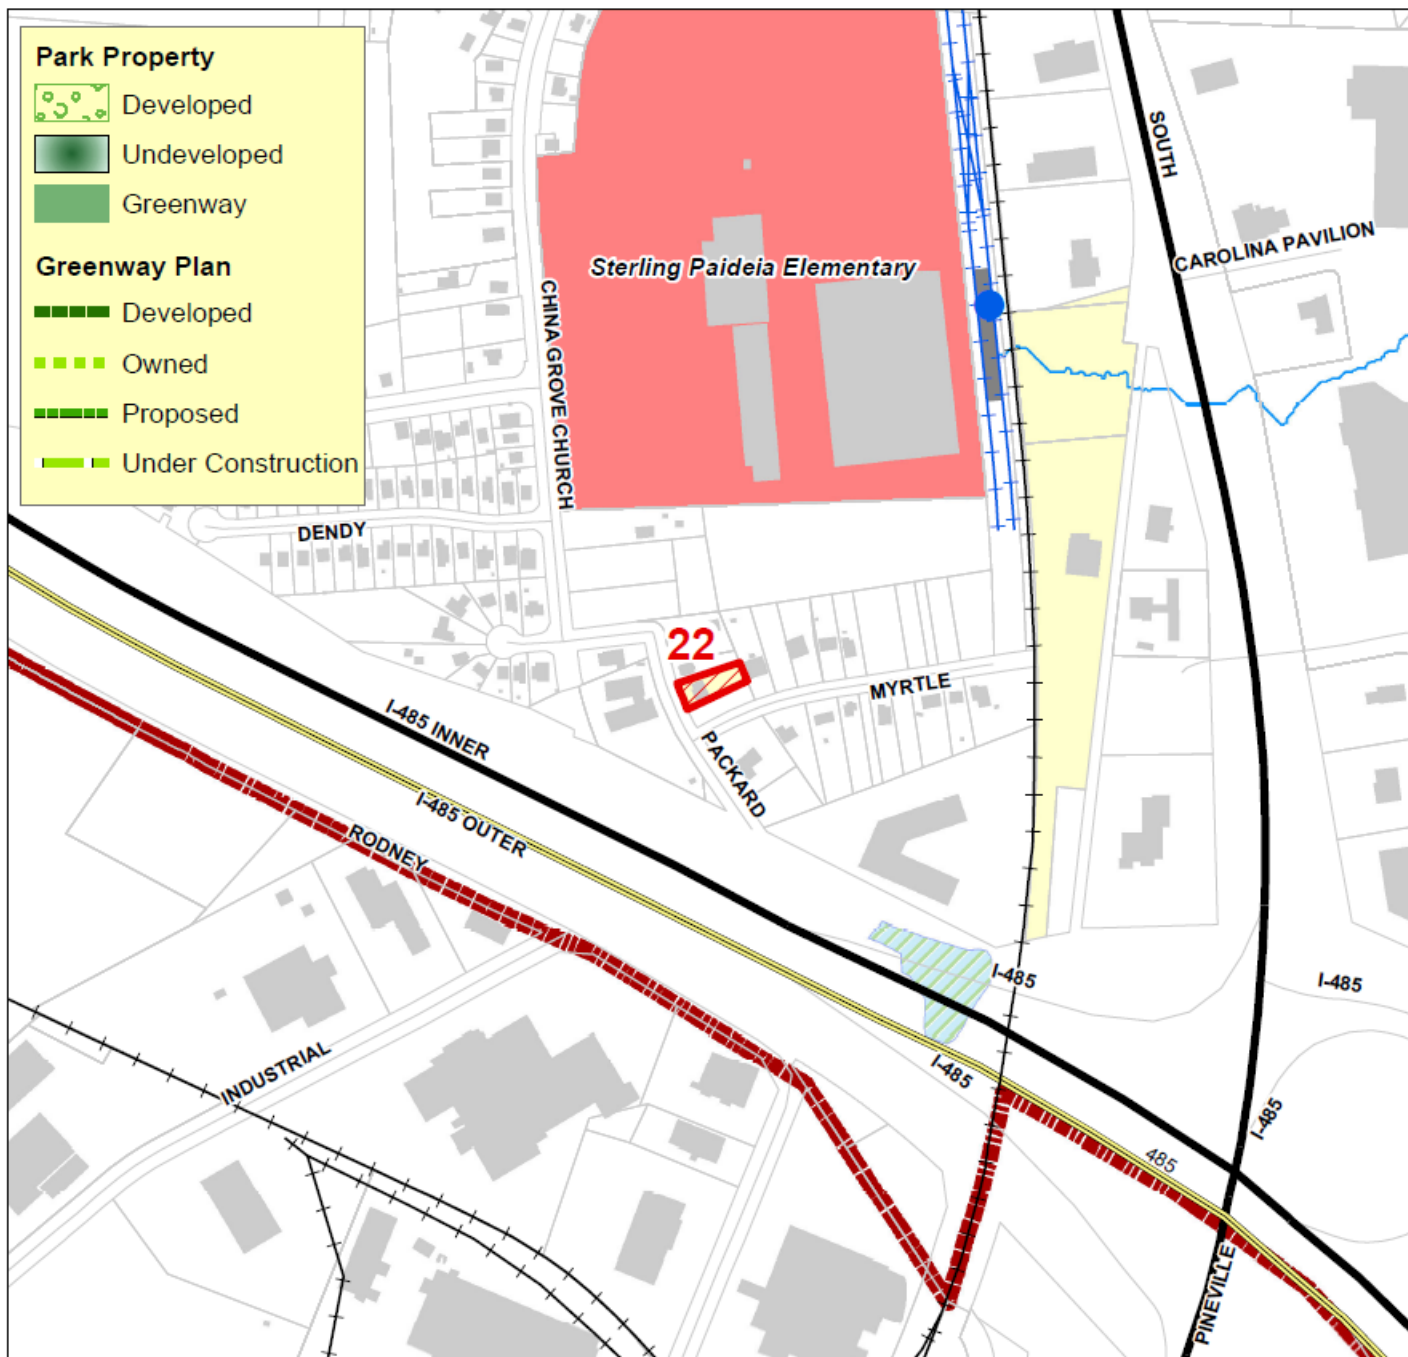 Park Property
Developed
Undeveloped
Greenway
Greenway Plan
Developed
Owned
Proposed
Under Construction
SOUTH
CAROLINA PAVILION
Sterling Paideia Elementary
CHINA GROVE CHURCH
DENDY
22
MYRTLE
PACKARD
I-485 INNER
I-485 OUTER
RODNEY
I-485
I-485
I-485
INDUSTRIAL
I-485
485
PINEVILLE